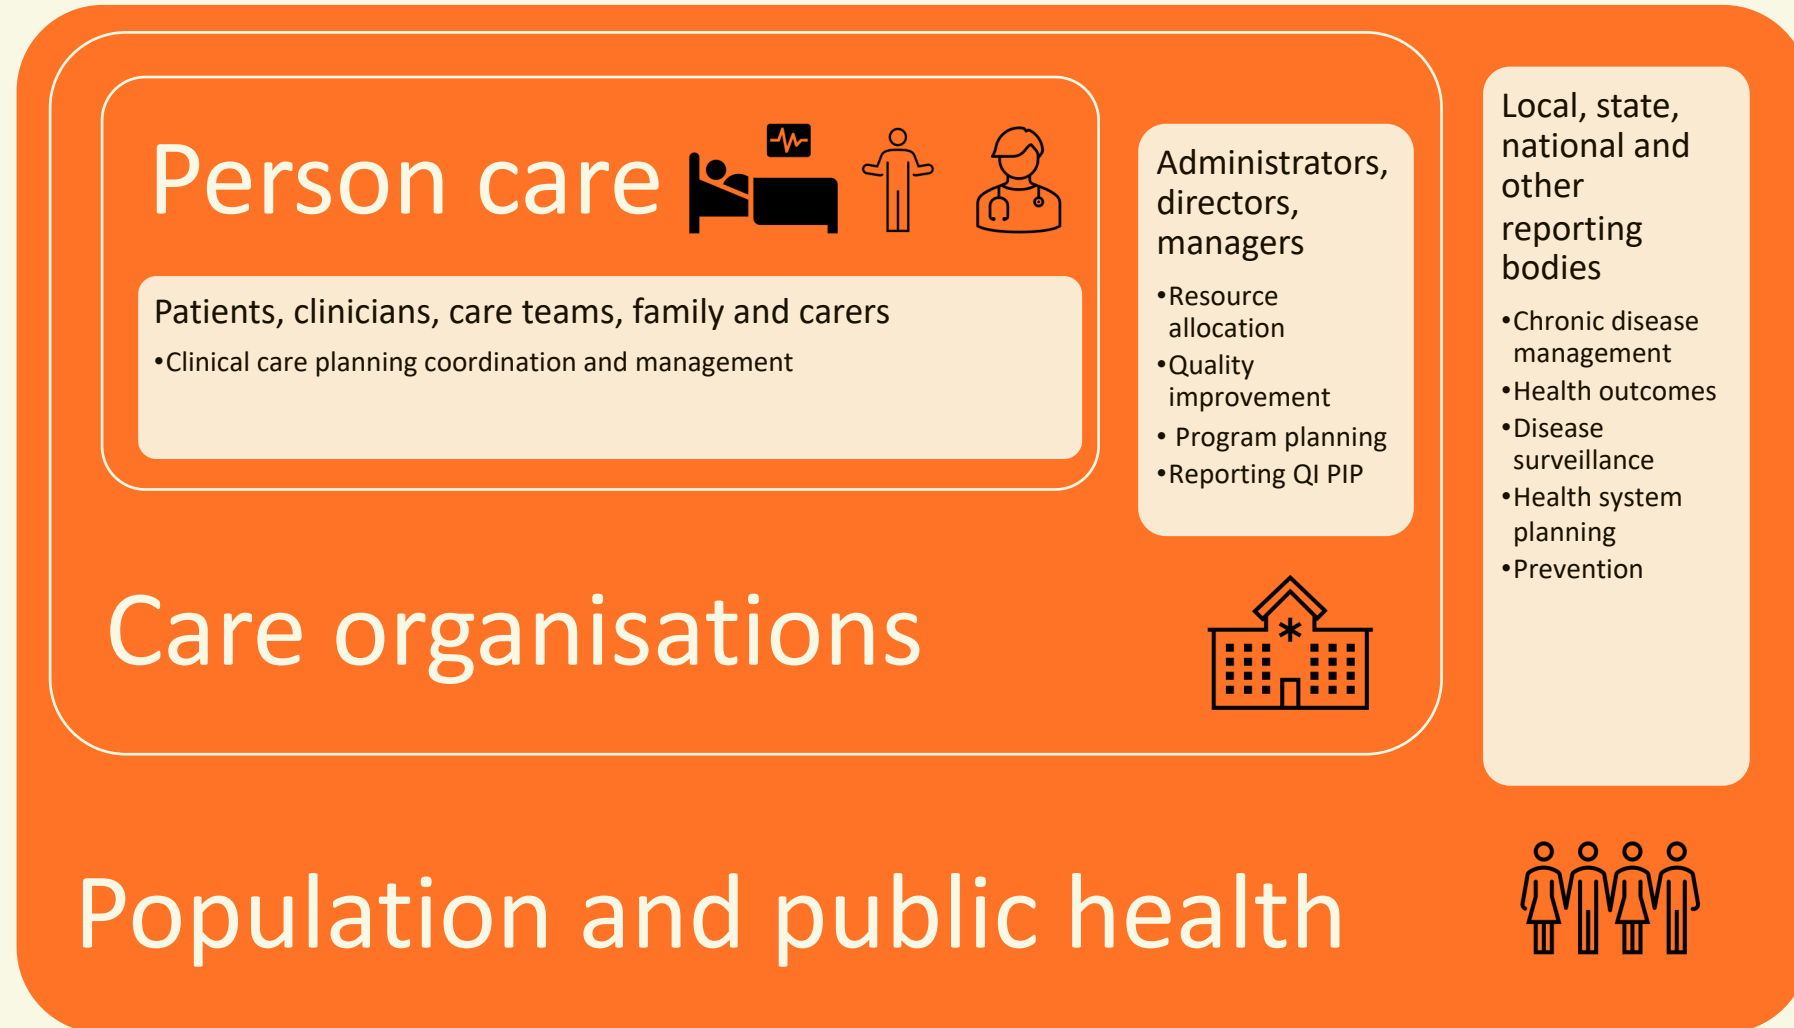 Person care
Patients, clinicians, care teams, family and carers
•Clinical care planning coordination and management
Administrators,
directors,
managers
•Resource
allocation
•Quality
improvement
• Program planning
•Reporting QI PIP
Care organisations
Local, state,
national and
other
reporting
bodies
•Chronic disease
management
•Health outcomes
•Disease
surveillance
•Health system
planning
•Prevention
Population and public health